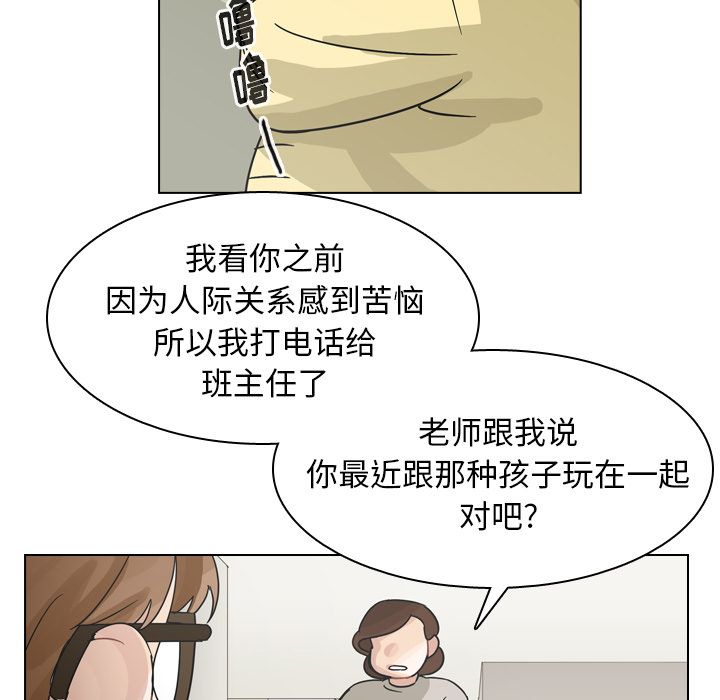 噜
噜
我看你之前
因为人际关系感到苦恼
所以我打电话给
班主任了
老师跟我说
你最近跟那种孩子玩在一起
对吧?